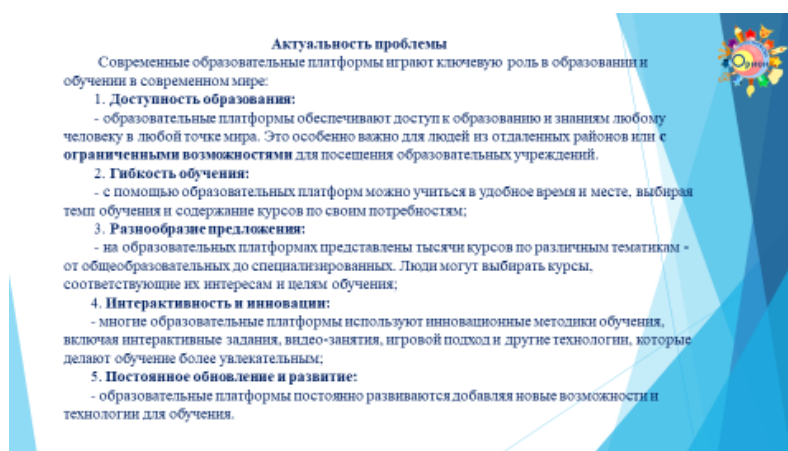 Актуальность проблемы
Современные образовательные платформы играют ключевую роль в образовании и
обучении в современном мире:
1. Доступность образования:
- образовательные платформы обеспечивают доступ к образованию и знаниям любому
человеку в любой точке мира. Это особенно важно для людей из отдаленных районов или с
ограниченными возможностями для посещения образовательных учреждений.
2. Гибкость обучения:
- с помощью образовательных платформ можно учиться в удобное время и месте, выбирая
темп обучения и содержание курсов по своим потребностям;
3. Разнообразие предложения:
- на образовательных платформах представлены тысячи курсов по различным тематикам -
от общеобразовательных до специализированных. Люди могут выбирать курсы,
соответствующие их интересам и целям обучения;
4. Интерактивность и инновации:
- многие образовательные платформы используют инновационные методики обучения,
включая интерактивные задания, видео-занятия, игровой подход и другие технологии, которые
делают обучение более увлекательным;
5. Постоянное обновление и развитие:
- образовательные платформы постоянно развиваются добавляя новые возможности и
технологии для обучения.
Орион